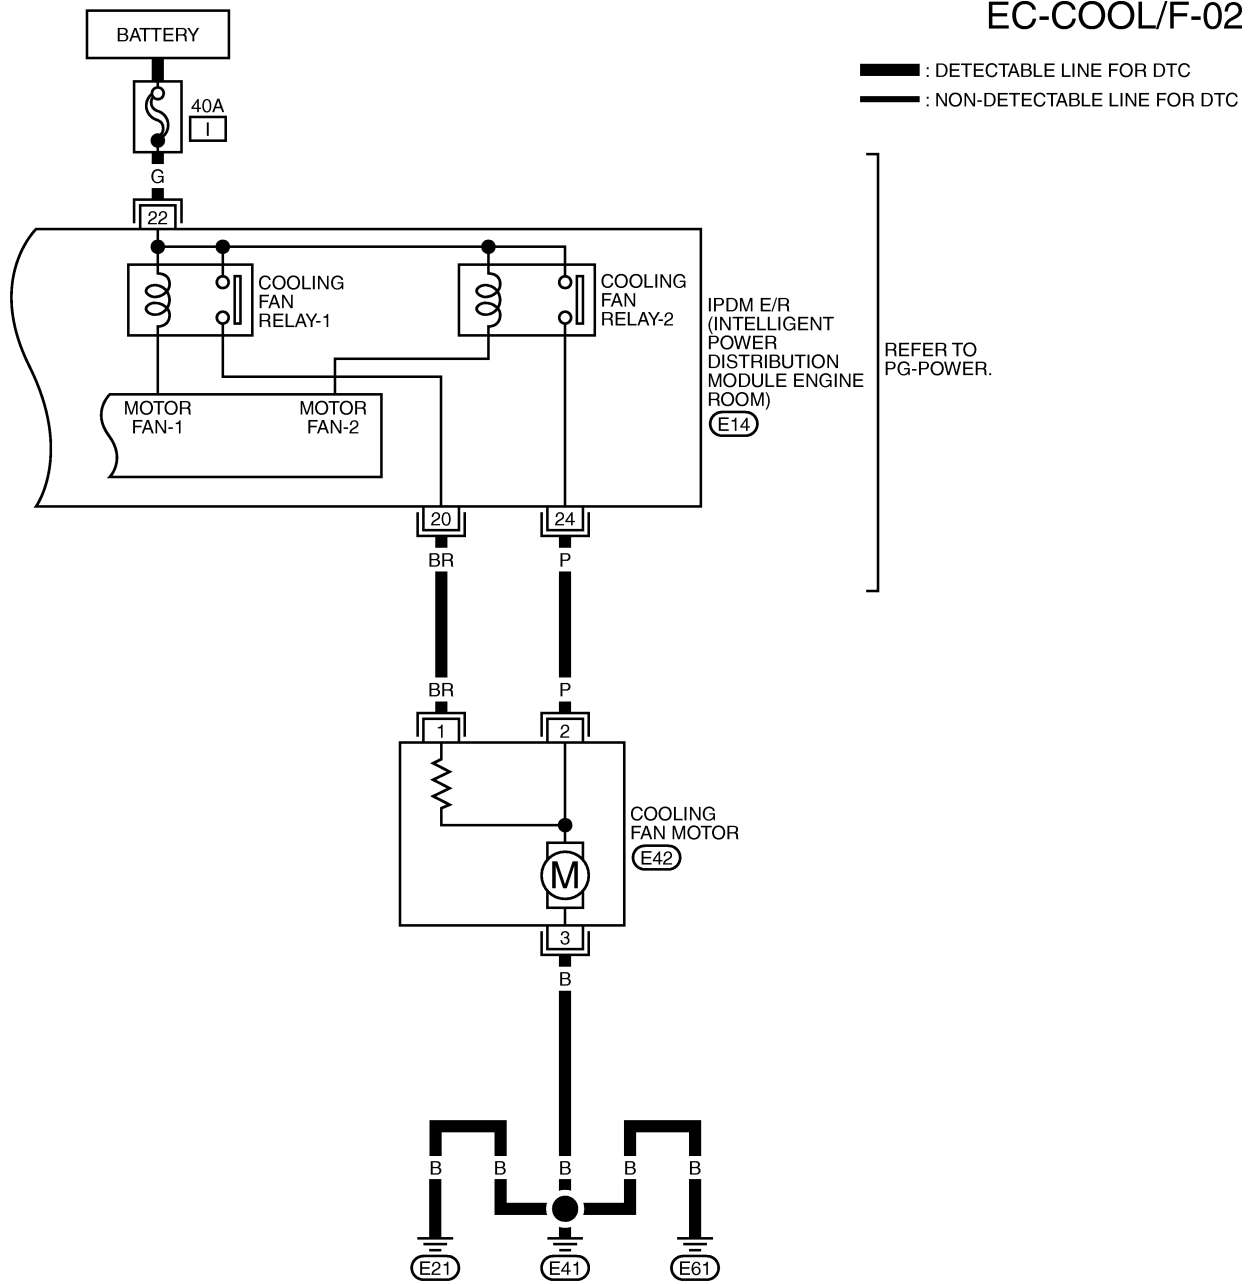 EC-COOL/F-02
BATTERY
: DETECTABLE LINE FOR DTC
: NON-DETECTABLE LINE FOR DTC
40A
I
G
22
COOLING
FAN
RELAY-1
COOLING
FAN
RELAY-2
IPDM E/R
(INTELLIGENT
POWER
DISTRIBUTION
MODULE ENGINE
ROOM)
E14
REFER TO
PG-POWER.
MOTOR
FAN-1
MOTOR
FAN-2
20
24
BR
P
BR
P
1
2
COOLING
FAN MOTOR
E42
M
3
B
B
B
B
B
B
E21
E41
E61